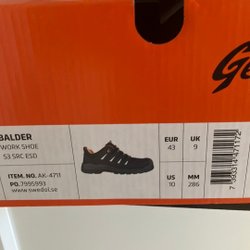 BALDER
WORK SHOE
S3 SRC ESD
ITEM. NO. AK-4711
PO. 7995993
www.swedol.se
EUR
43
UK
9
US
10
MM
286
Ge